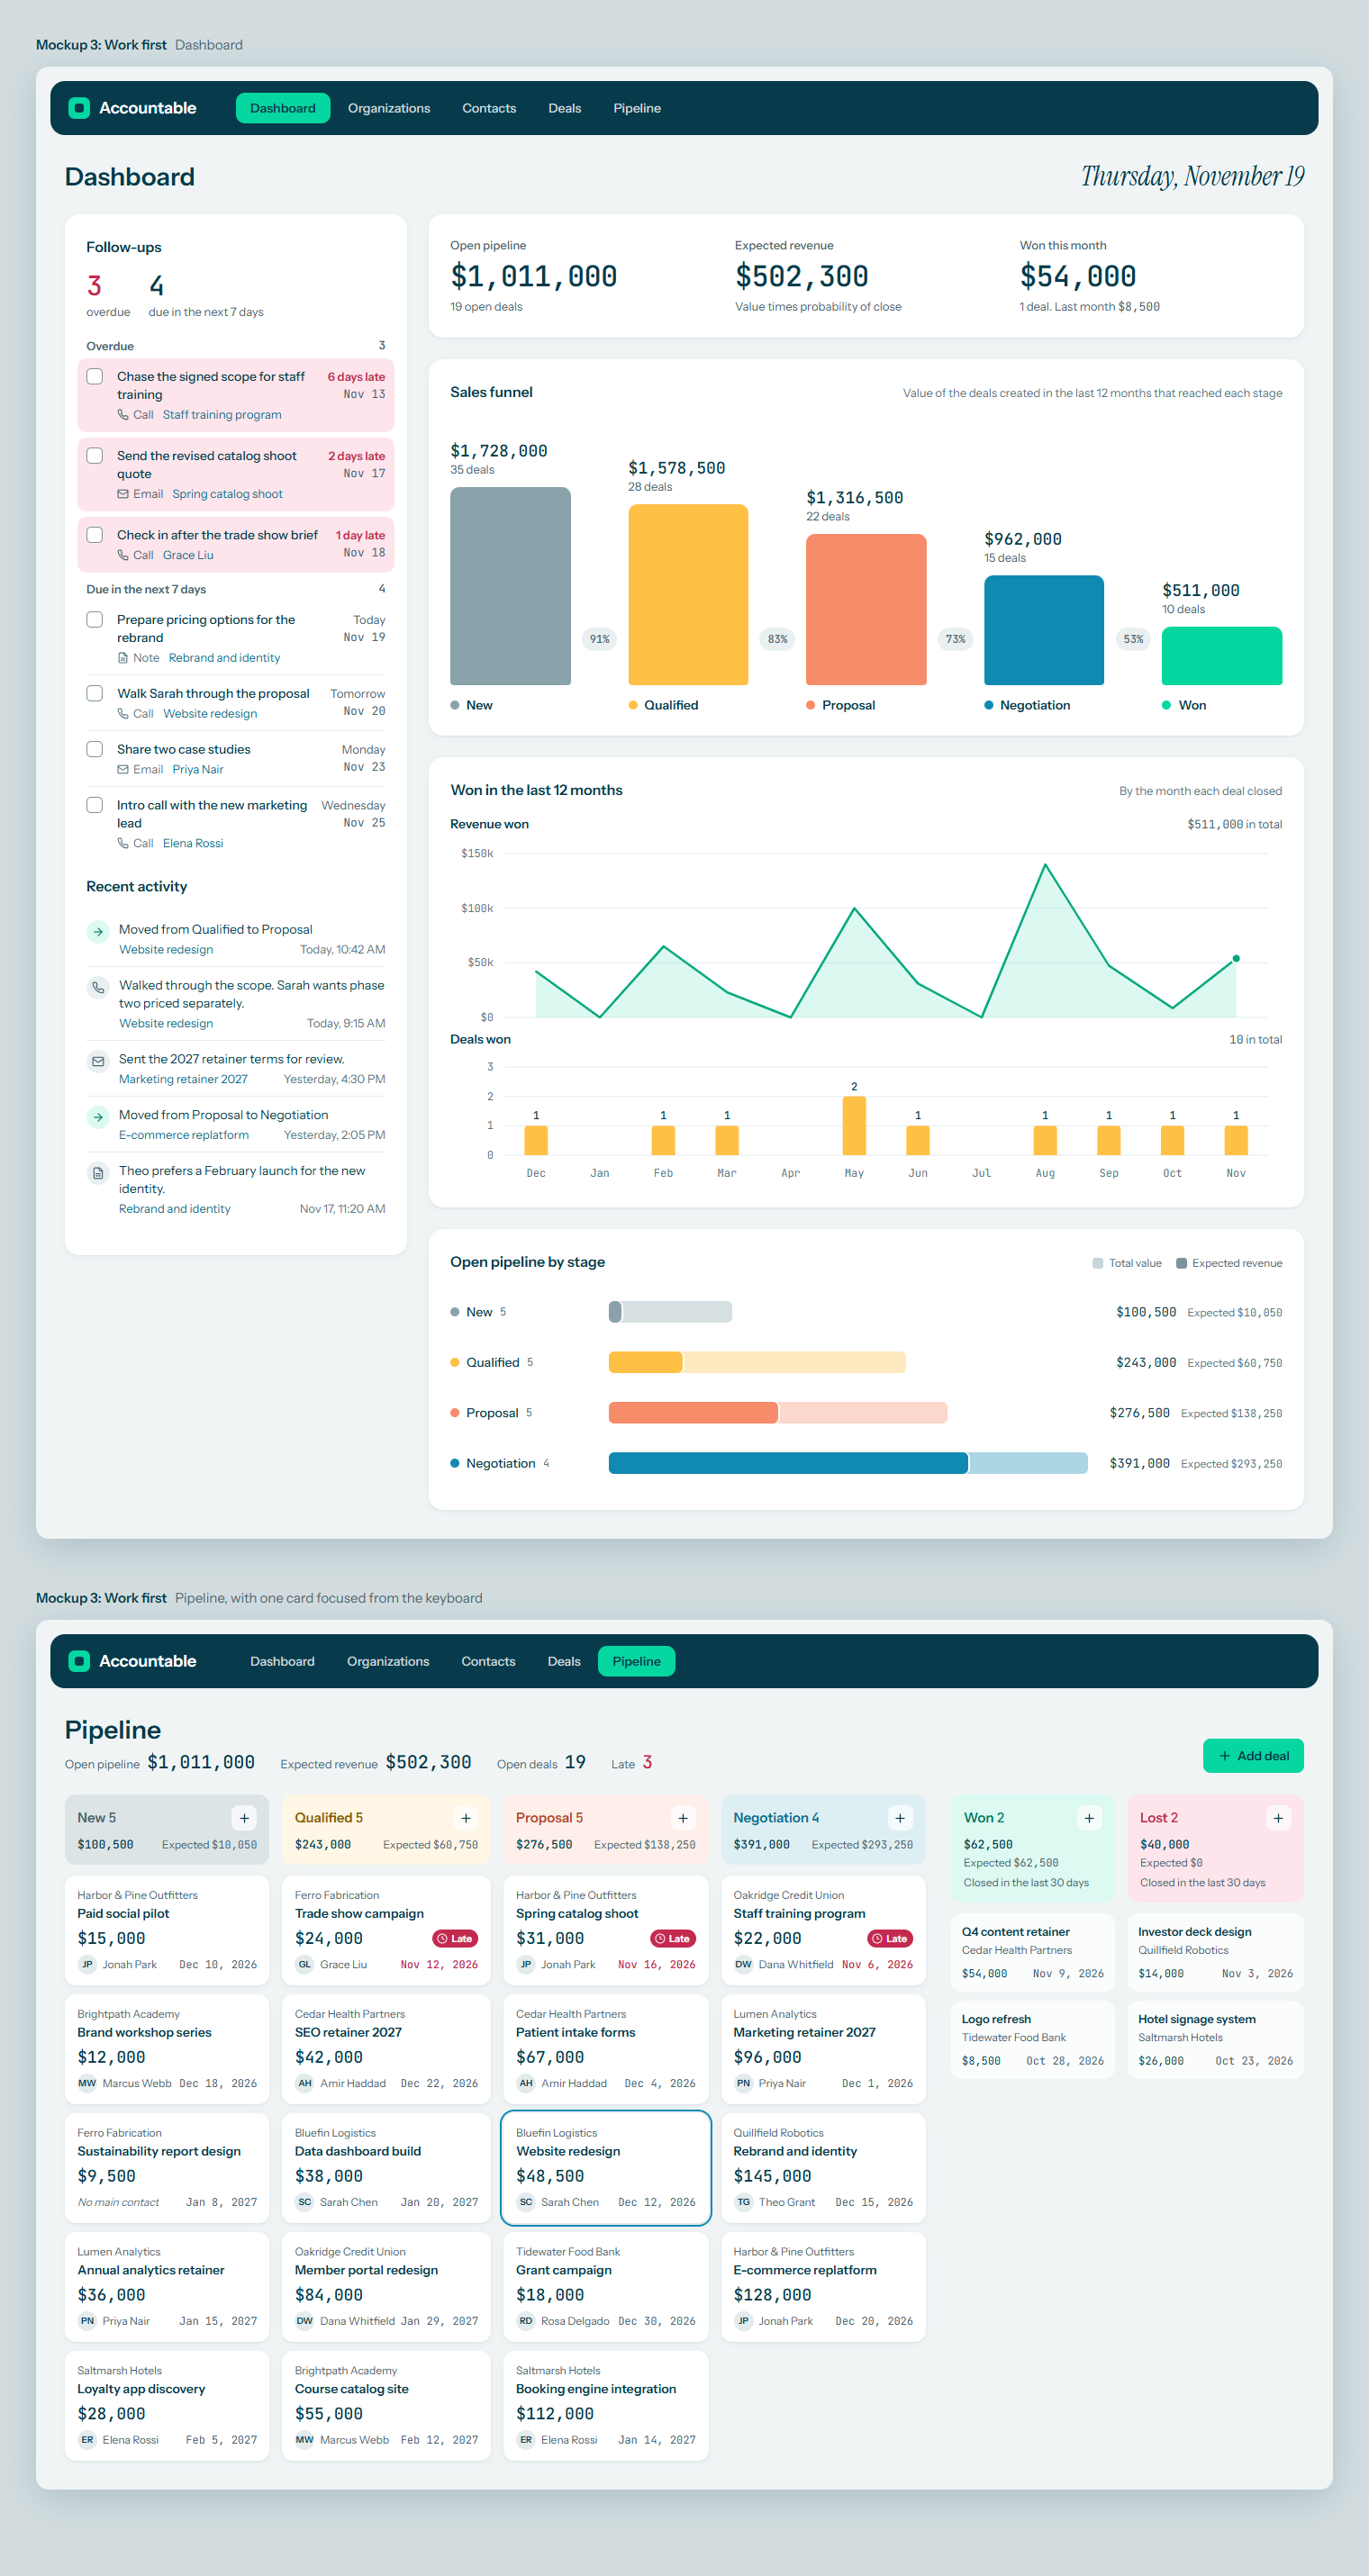 Mockup 3: Work first Dashboard
Accountable
Dashboard Organizations Contacts Deals Pipeline
Dashboard
Thursday, November 19
Follow-ups
3 4
overdue due in the next 7 days
Overdue 3
Chase the signed scope for staff 6 days late
training Nov 13
Call Staff training program
Send the revised catalog shoot 2 days late
quote Nov 17
Email Spring catalog shoot
Check in after the trade show brief 1 day late
Call Grace Liu Nov 18
Due in the next 7 days 4
Prepare pricing options for the Today
rebrand Nov 19
Note Rebrand and identity
Walk Sarah through the proposal Tomorrow
Call Website redesign Nov 20
Share two case studies Monday
Email Priya Nair Nov 23
Intro call with the new marketing Wednesday
lead Nov 25
Call Elena Rossi
Recent activity
Moved from Qualified to Proposal
Website redesign Today, 10:42 AM
Walked through the scope. Sarah wants phase
two priced separately.
Website redesign Today, 9:15 AM
Sent the 2027 retainer terms for review.
Marketing retainer 2027 Yesterday, 4:30 PM
Moved from Proposal to Negotiation
E-commerce replatform Yesterday, 2:05 PM
Theo prefers a February launch for the new
identity.
Rebrand and identity Nov 17, 11:20 AM
Open pipeline Expected revenue Won this month
$1,011,000 $502,300 $54,000
19 open deals Value times probability of close 1 deal. Last month $8,500
Sales funnel Value of the deals created in the last 12 months that reached each stage
$1,728,000
35 deals
$1,578,500
28 deals
$1,316,500
22 deals
$962,000
15 deals
$511,000
10 deals
91% 83% 73% 53%
New Qualified Proposal Negotiation Won
Won in the last 12 months By the month each deal closed
Revenue won $511,000 in total
$150k
$100k
$50k
$0
Deals won 10 in total
3
2
1
0
1 1 1 2 1 1 1 1 1
Dec Jan Feb Mar Apr May Jun Jul Aug Sep Oct Nov
Open pipeline by stage Total value Expected revenue
New 5 $100,500 Expected $10,050
Qualified 5 $243,000 Expected $60,750
Proposal 5 $276,500 Expected $138,250
Negotiation 4 $391,000 Expected $293,250
Mockup 3: Work first Pipeline, with one card focused from the keyboard
Accountable
Dashboard Organizations Contacts Deals Pipeline
Pipeline
Open pipeline $1,011,000 Expected revenue $502,300 Open deals 19 Late 3
+ Add deal
New 5 +
$100,500 Expected $10,050
Harbor & Pine Outfitters
Paid social pilot
$15,000
JP Jonah Park Dec 10, 2026
Brightpath Academy
Brand workshop series
$12,000
MW Marcus Webb Dec 18, 2026
Ferro Fabrication
Sustainability report design
$9,500
No main contact Jan 8, 2027
Lumen Analytics
Annual analytics retainer
$36,000
PN Priya Nair Jan 15, 2027
Saltmarsh Hotels
Loyalty app discovery
$28,000
ER Elena Rossi Feb 5, 2027
Qualified 5 +
$243,000 Expected $60,750
Ferro Fabrication
Trade show campaign
$24,000 Late
GL Grace Liu Nov 12, 2026
Cedar Health Partners
SEO retainer 2027
$42,000
AH Amir Haddad Dec 22, 2026
Bluefin Logistics
Data dashboard build
$38,000
SC Sarah Chen Jan 20, 2027
Oakridge Credit Union
Member portal redesign
$84,000
DW Dana Whitfield Jan 29, 2027
Brightpath Academy
Course catalog site
$55,000
MW Marcus Webb Feb 12, 2027
Proposal 5 +
$276,500 Expected $138,250
Harbor & Pine Outfitters
Spring catalog shoot
$31,000 Late
JP Jonah Park Nov 16, 2026
Cedar Health Partners
Patient intake forms
$67,000
AH Amir Haddad Dec 4, 2026
Bluefin Logistics
Website redesign
$48,500
SC Sarah Chen Dec 12, 2026
Tidewater Food Bank
Grant campaign
$18,000
RD Rosa Delgado Dec 30, 2026
Saltmarsh Hotels
Booking engine integration
$112,000
ER Elena Rossi Jan 14, 2027
Negotiation 4 +
$391,000 Expected $293,250
Oakridge Credit Union
Staff training program
$22,000 Late
DW Dana Whitfield Nov 6, 2026
Lumen Analytics
Marketing retainer 2027
$96,000
PN Priya Nair Dec 1, 2026
Quillfield Robotics
Rebrand and identity
$145,000
TG Theo Grant Dec 15, 2026
Harbor & Pine Outfitters
E-commerce replatform
$128,000
JP Jonah Park Dec 20, 2026
Won 2 +
$62,500
Expected $62,500
Closed in the last 30 days
Q4 content retainer
Cedar Health Partners
$54,000 Nov 9, 2026
Logo refresh
Tidewater Food Bank
$8,500 Oct 28, 2026
Lost 2 +
$40,000
Expected $0
Closed in the last 30 days
Investor deck design
Quillfield Robotics
$14,000 Nov 3, 2026
Hotel signage system
Saltmarsh Hotels
$26,000 Oct 23, 2026